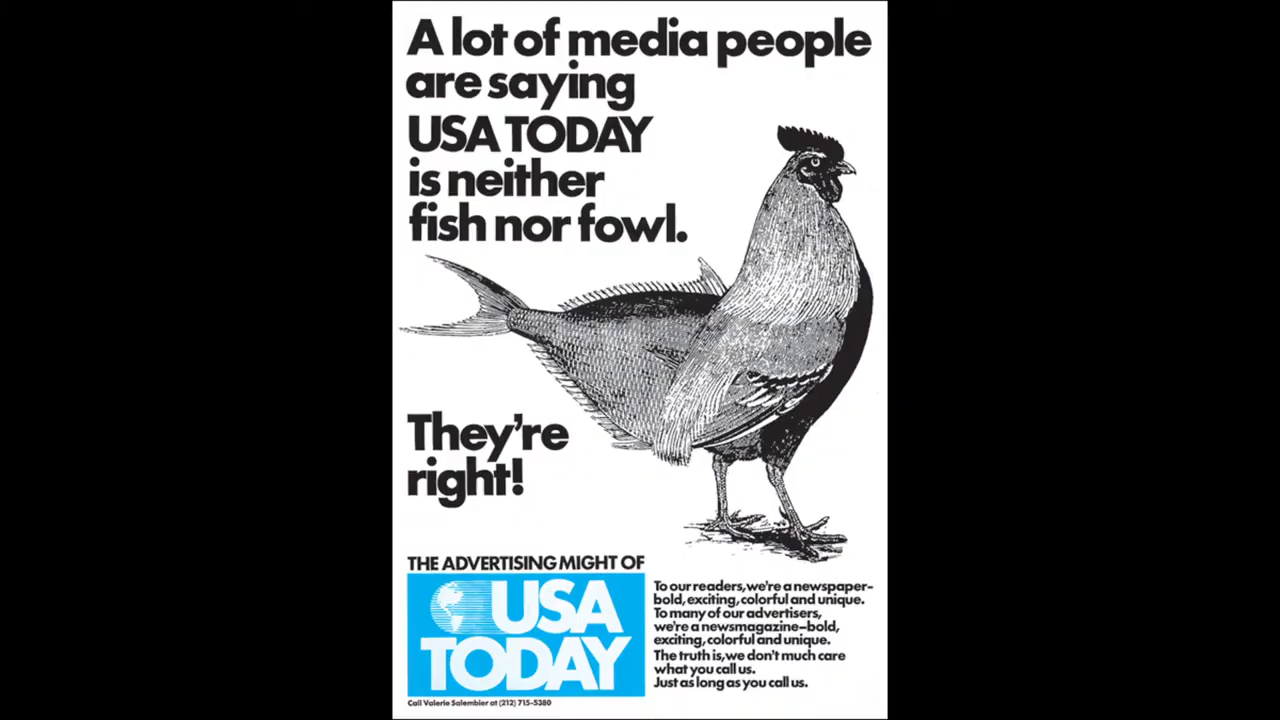 A lot of media people
are saying
USA TODAY
is neither
fish nor fowl.
They're
right!
THE ADVERTISING MIGHT OF
USA
TODAY
To our readers, we're a newspaper–
bold, exciting, colorful and unique.
To many of our advertisers,
we're a newsmagazine–bold,
exciting, colorful and unique.
The truth is, we don't much care
what you call us.
Just as long as you call us.
Call Valerie Salembier at (212) 715-5380